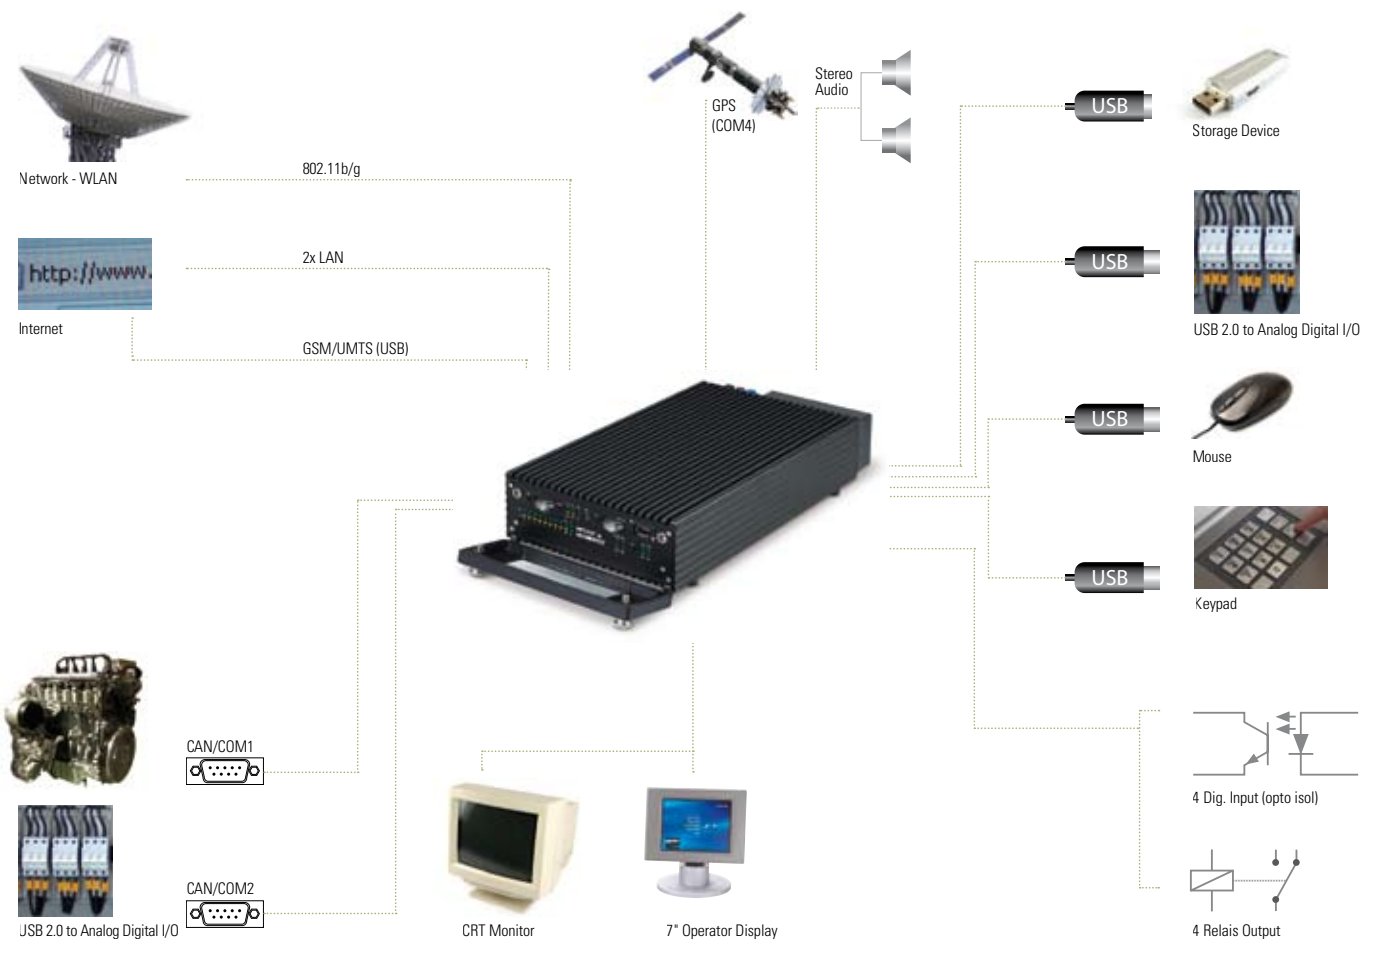 Network - WLAN
802.11b/g
http://www.
Internet
2x LAN
GSM/UMTS (USB)
GPS
(COM4)
Stereo
Audio
USB
Storage Device
USB
USB 2.0 to Analog Digital I/O
USB
Mouse
USB
Keypad
CAN/COM1
CAN/COM2
USB 2.0 to Analog Digital I/O
CRT Monitor
7" Operator Display
4 Dig. Input (opto isol)
4 Relais Output